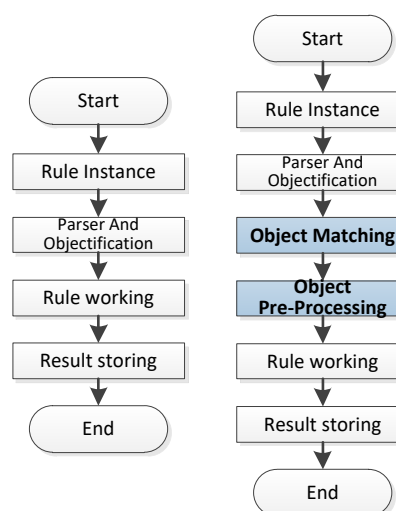 Start
Rule Instance
Parser And
Objectification
Rule working
Result storing
End
Start
Rule Instance
Parser And
Objectification
Object Matching
Object
Pre-Processing
Rule working
Result storing
End